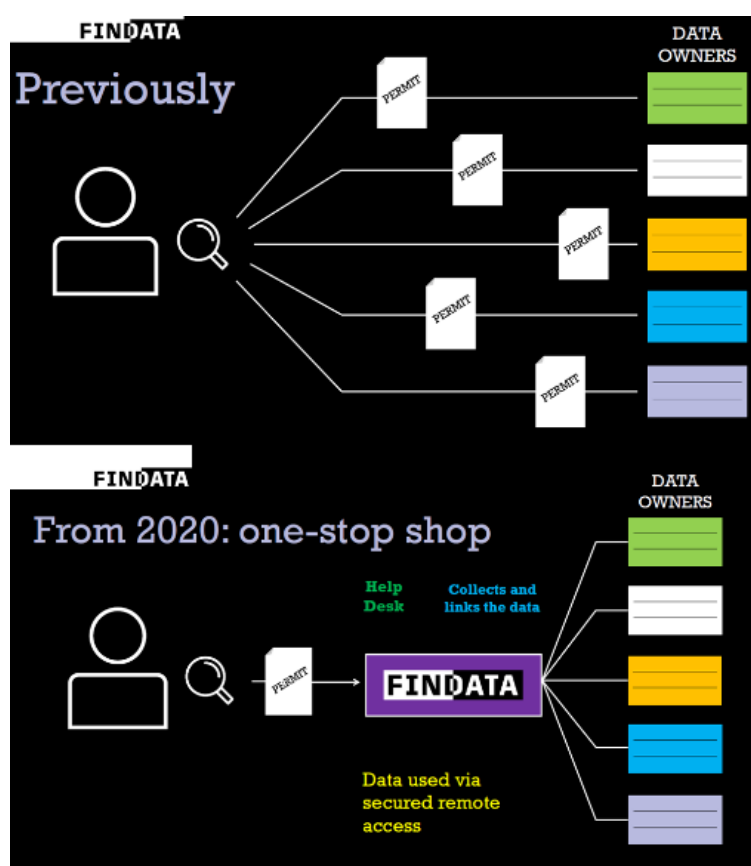 FINDATA
DATA
OWNERS
Previously
PERMIT
PERMIT
PERMIT
PERMIT
PERMIT
FINDATA
DATA
OWNERS
From 2020: one-stop shop
Help
Desk
Collects and
links the data
PERMIT
FINDATA
Data used via
secured remote
access